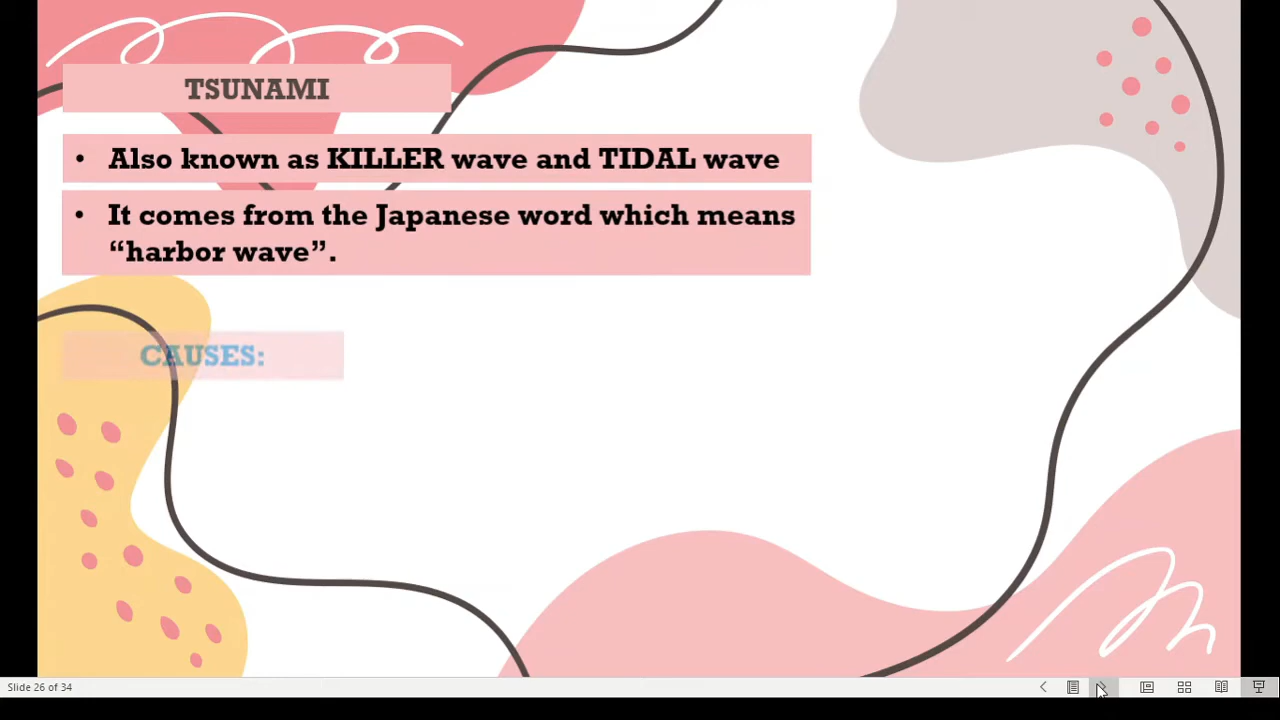 TSUNAMI
• Also known as KILLER wave and TIDAL wave
• It comes from the Japanese word which means
“harbor wave”.
CAUSES:
Slide 26 of 34